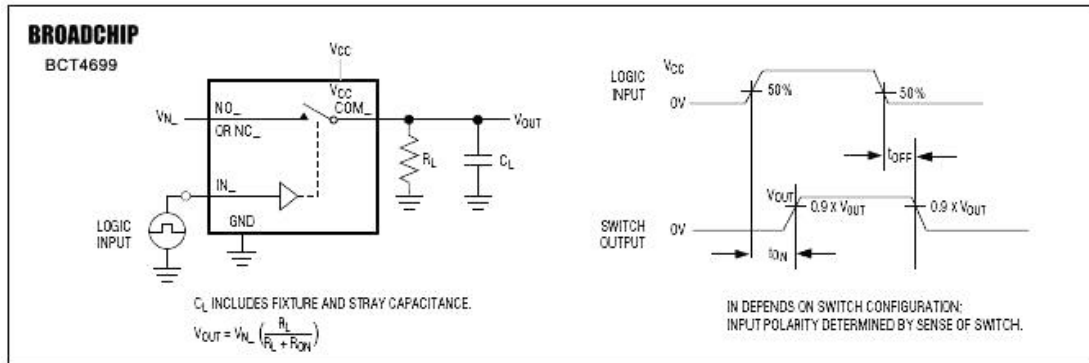 BROADCHIP
BCT4699
VCC
VCC
VN_
NO_
OR NC_
COM_
VOUT
RL
CL
IN_
LOGIC
INPUT
GND
CL INCLUDES FIXTURE AND STRAY CAPACITANCE.
VOUT = VN_ (RL / RL + RON)
LOGIC
INPUT
VCC
0V
50%
50%
tOFF
VOUT
0.9 x VOUT
0.9 x VOUT
SWITCH
OUTPUT
0V
tON
IN DEPENDS ON SWITCH CONFIGURATION;
INPUT POLARITY DETERMINED BY SENSE OF SWITCH.